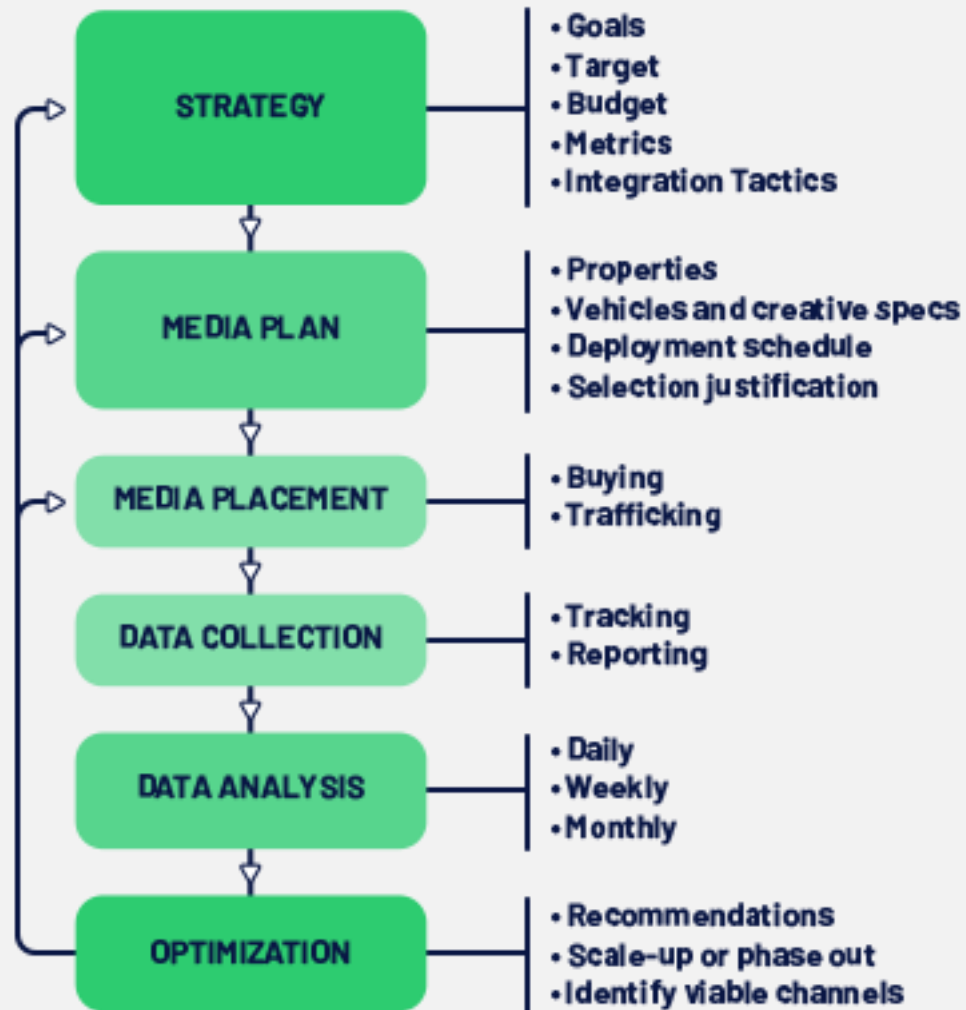 STRATEGY
• Goals
• Target
• Budget
• Metrics
• Integration Tactics
MEDIA PLAN
• Properties
• Vehicles and creative specs
• Deployment schedule
• Selection justification
MEDIA PLACEMENT
• Buying
• Trafficking
DATA COLLECTION
• Tracking
• Reporting
DATA ANALYSIS
• Daily
• Weekly
• Monthly
OPTIMIZATION
• Recommendations
• Scale-up or phase out
• Identify viable channels